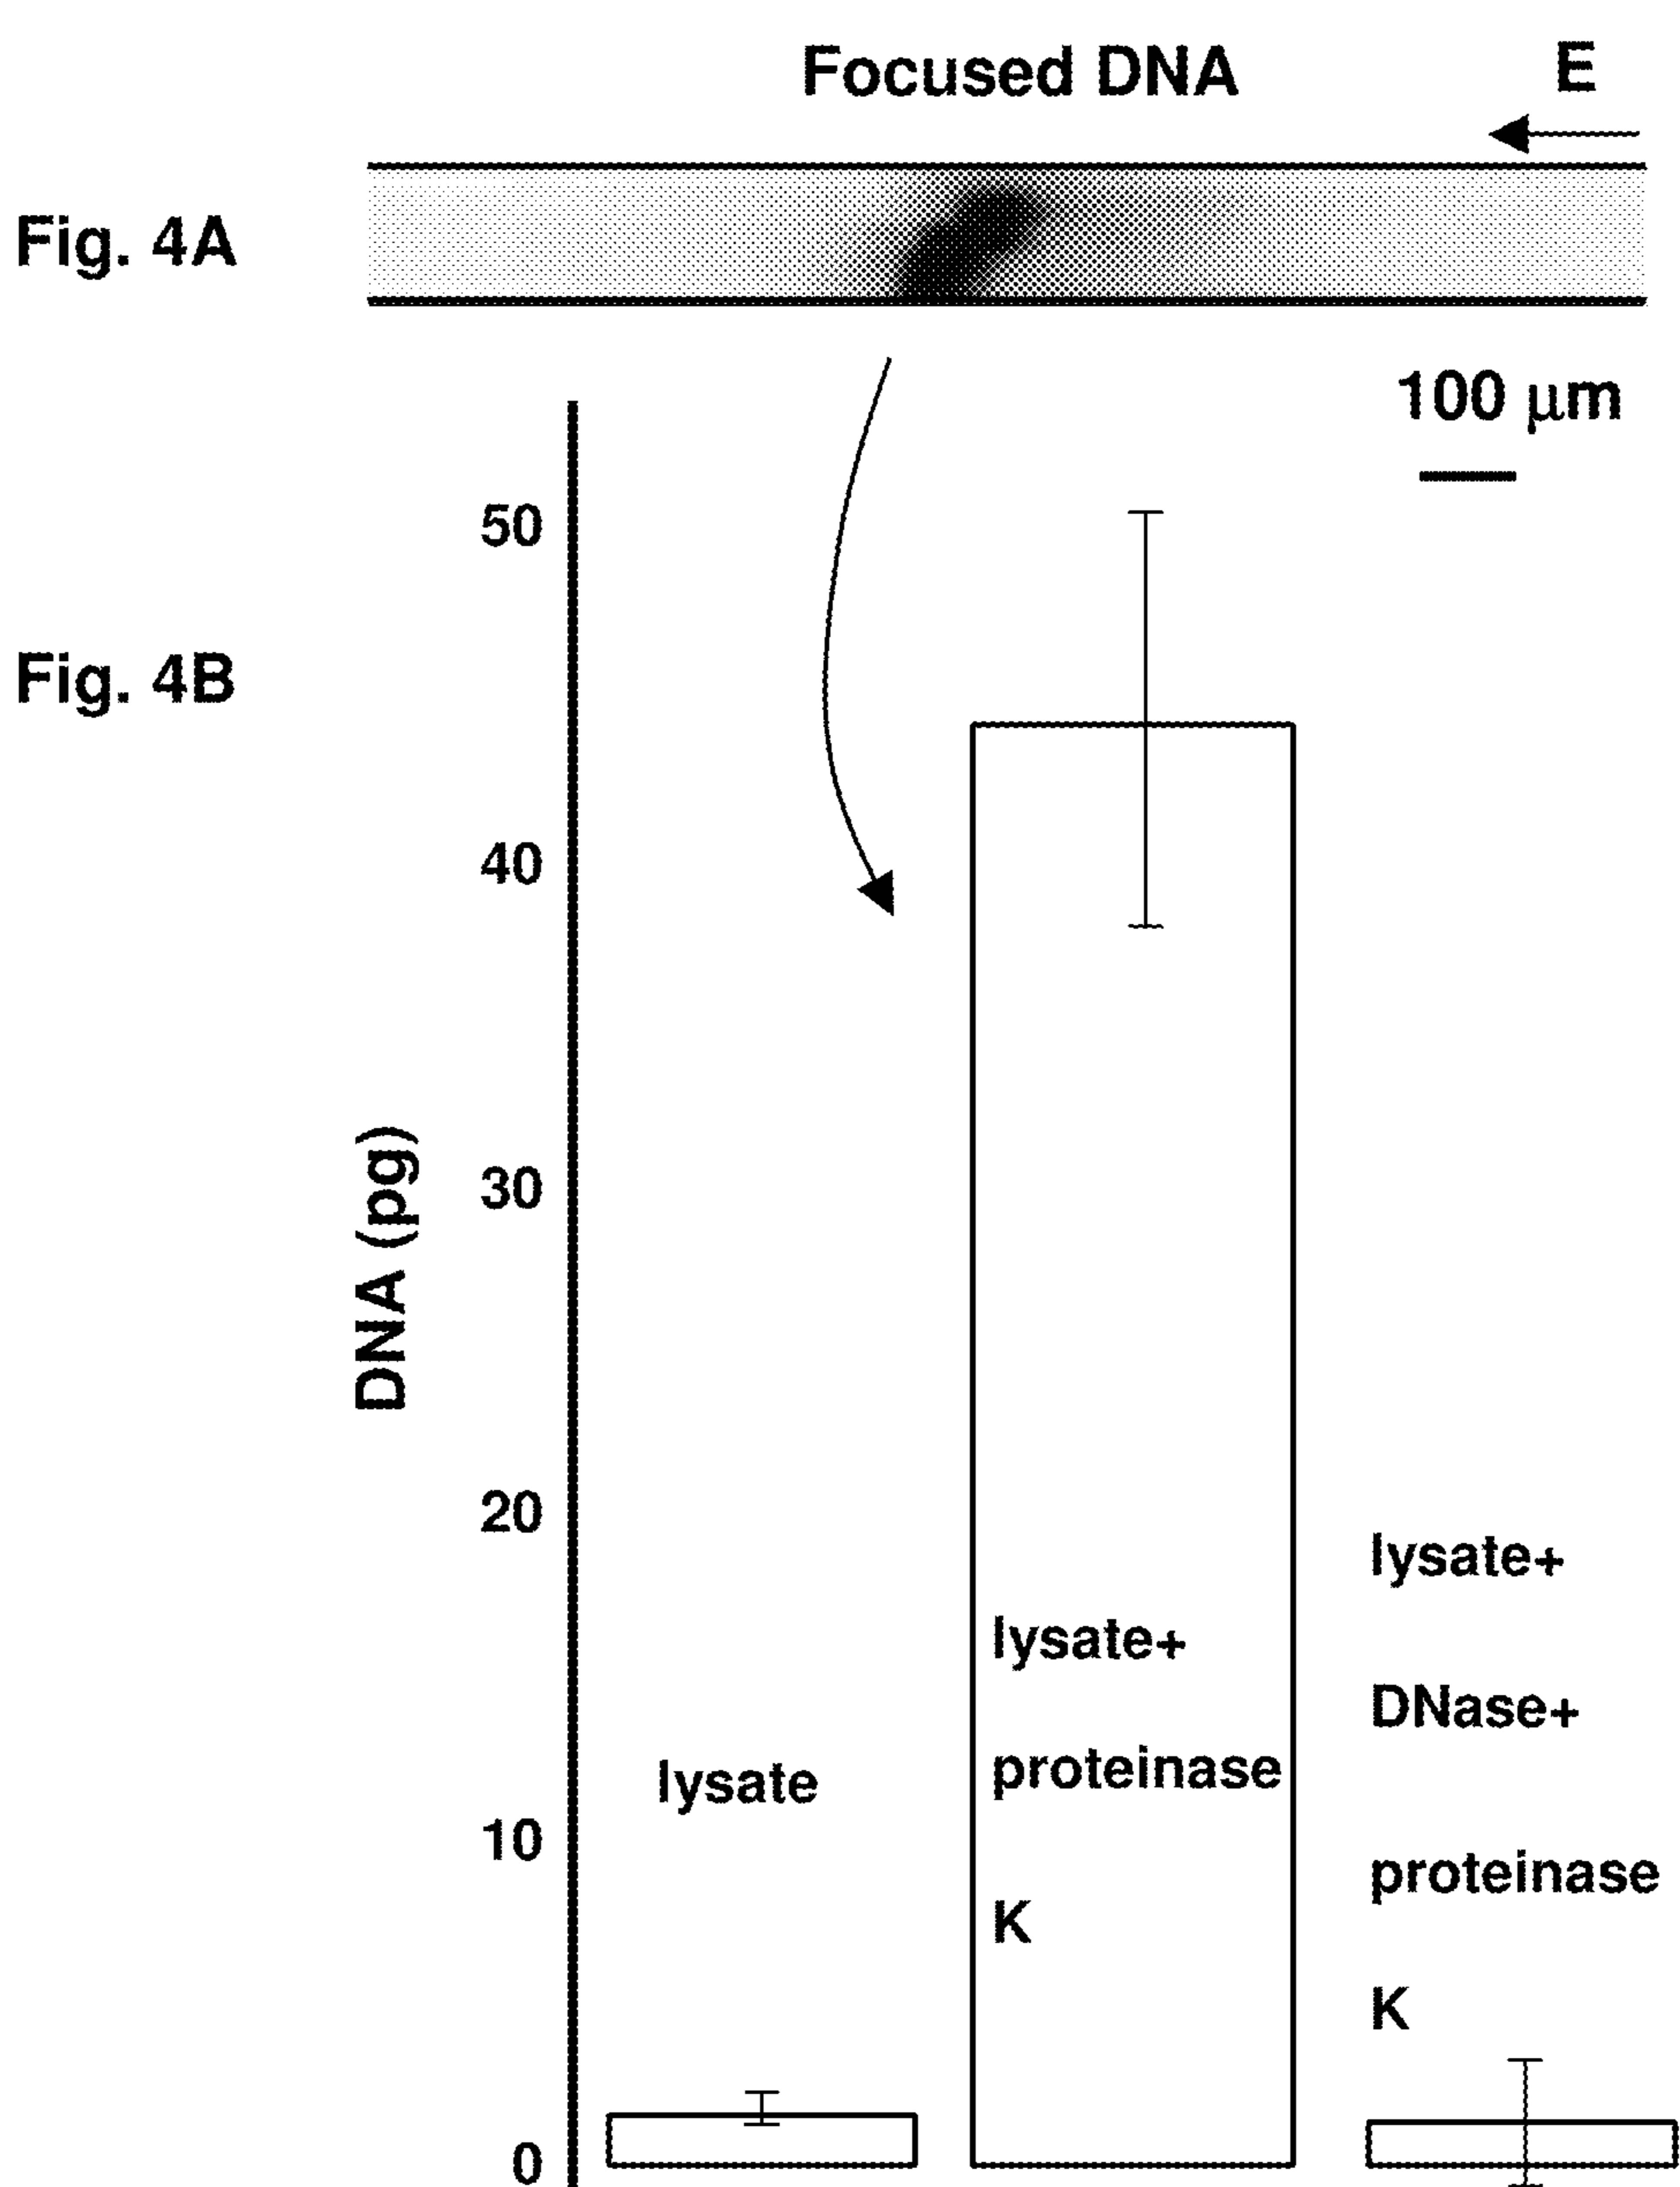 Focused DNA
E
Fig. 4A
100 μm
Fig. 4B
50
40
30
20
10
0
DNA (pg)
lysate
lysate+
proteinase
K
lysate+
DNase+
proteinase
K